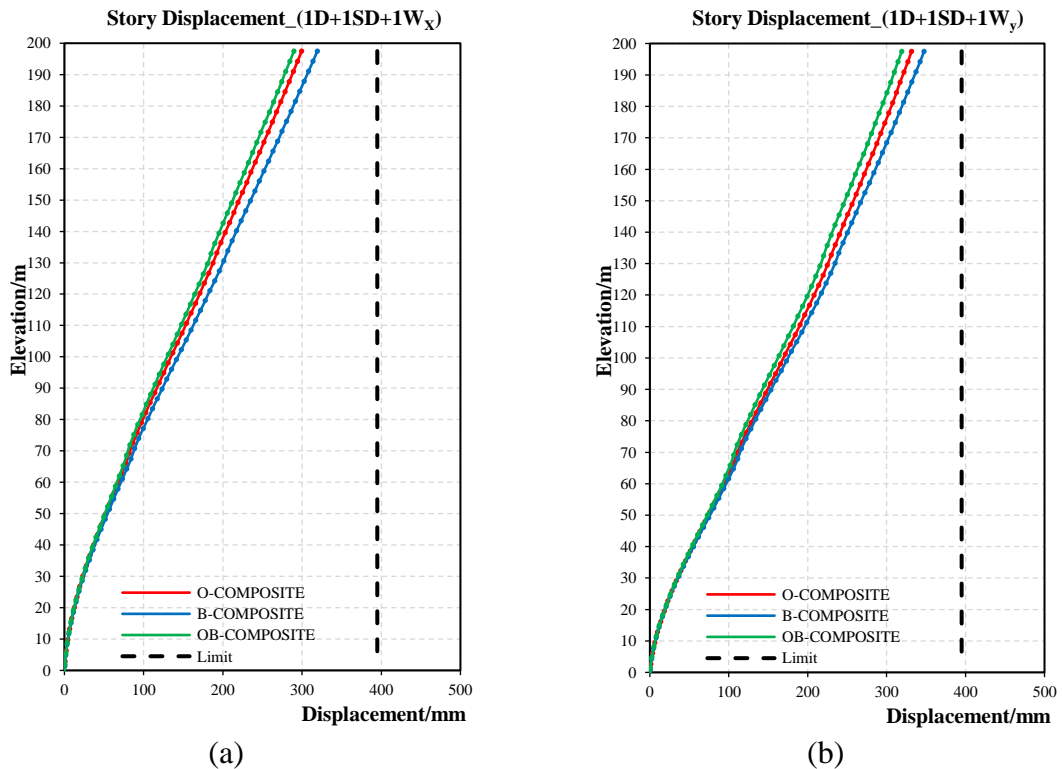 Story Displacement_(1D+1SD+1W_X)
200
190
180
170
160
150
140
130
120
110
100
90
80
70
60
50
40
30
20
10
0
Elevation/m
O-COMPOSITE
B-COMPOSITE
OB-COMPOSITE
Limit
0 100 200 300 400 500
Displacement/mm
(a)
Story Displacement_(1D+1SD+1W_y)
200
190
180
170
160
150
140
130
120
110
100
90
80
70
60
50
40
30
20
10
0
Elevation/m
O-COMPOSITE
B-COMPOSITE
OB-COMPOSITE
Limit
0 100 200 300 400 500
Displacement/mm
(b)